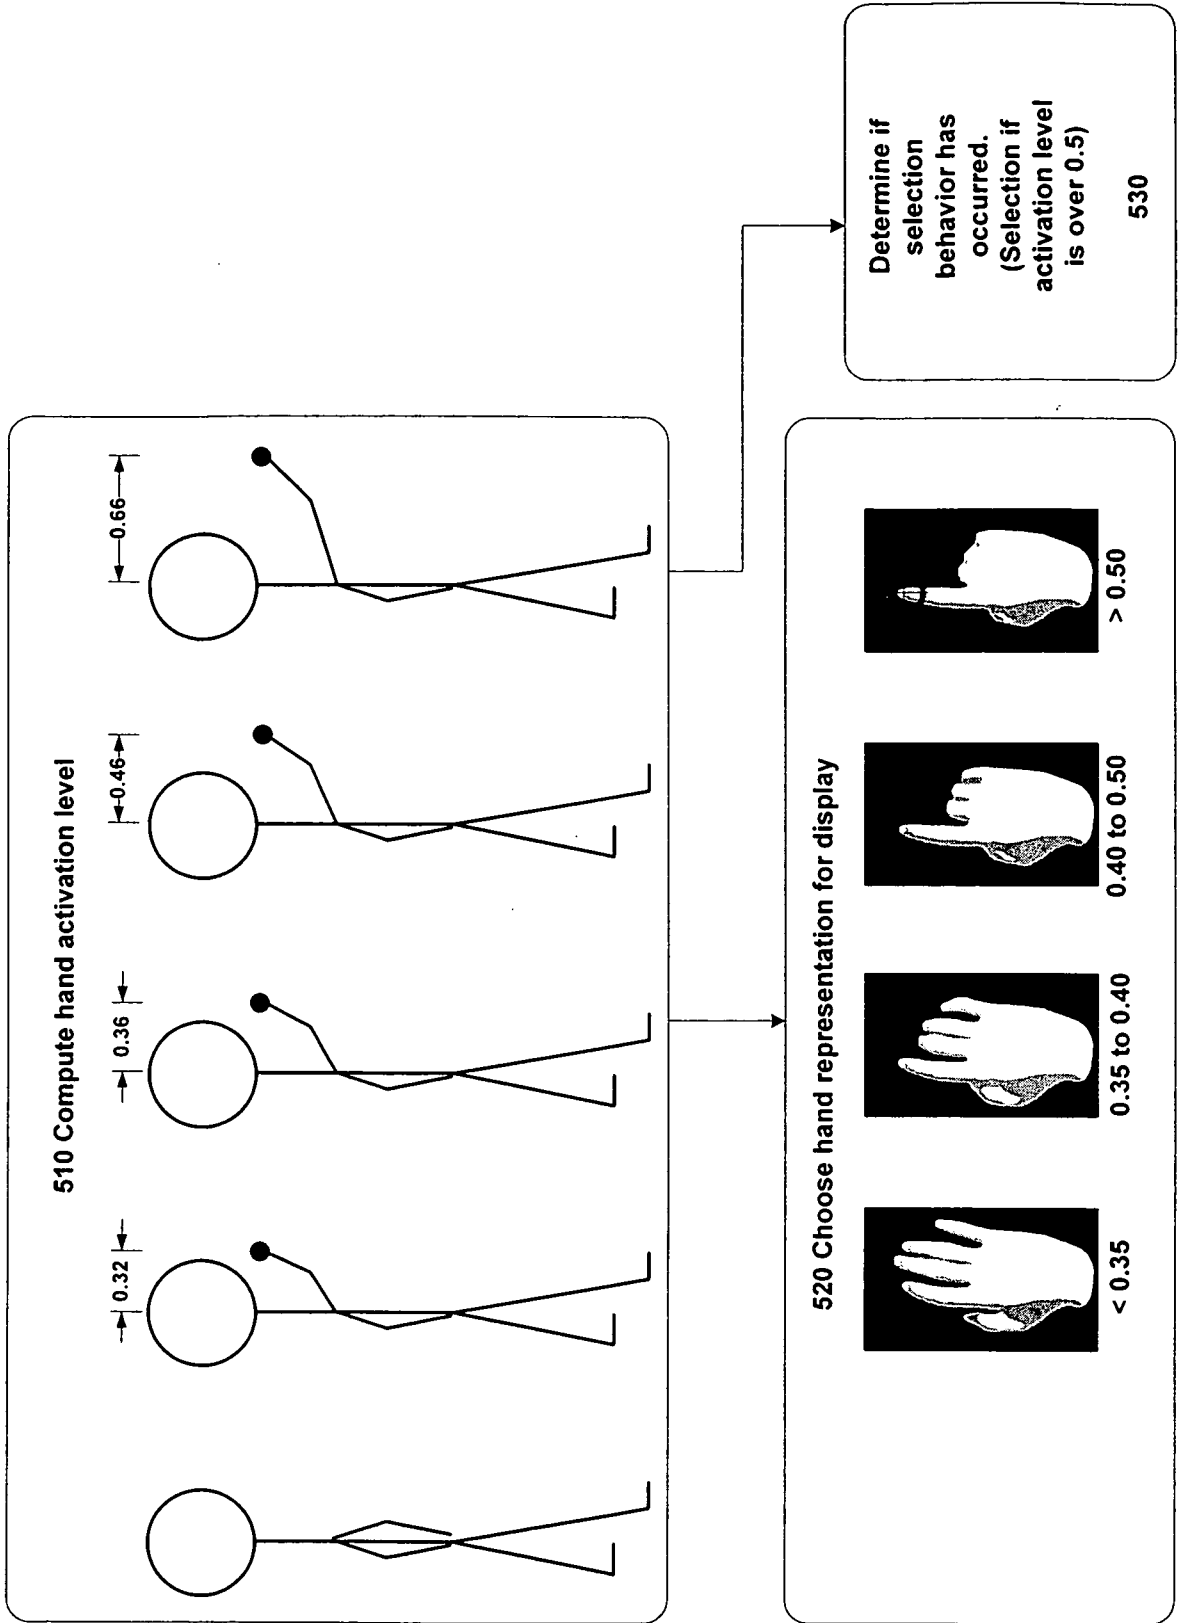 510 Compute hand activation level
0.32
0.36
0.46
0.66
520 Choose hand representation for display
< 0.35
0.35 to 0.40
0.40 to 0.50
> 0.50
Determine if
selection
behavior has
occurred.
(Selection if
activation level
is over 0.5)
530